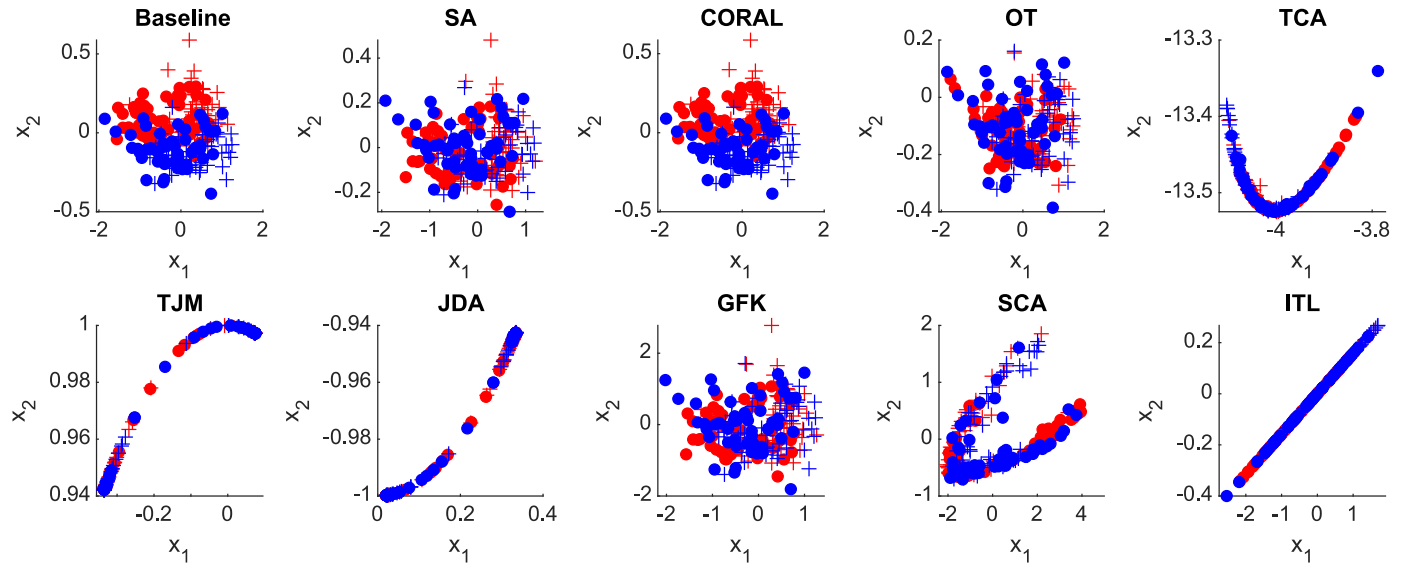 Baseline SA CORAL OT TCA
0.5 0.4 0.5 0.2 -13.3
x2 0.2 x2 0 -13.4
0 x2 0 x2 -0.2 x2
0 -13.5
-0.5 -0.2 -0.5 -0.4
-2 0 2 -2 -1 0 1 -2 0 2 -2 0 2 -4 -3.8
x1 x1 x1 x1 x1
TJM JDA GFK SCA ITL
1 -0.94 2 2 0.2
0.98 -0.96 1 0
x2 x2 x2 0 x2 x2
0.96 -0.98 0 -0.2
0.94 -1 -2 -1 -0.4
-0.2 0 0 0.2 0.4 -2 -1 0 1 -2 0 2 4 -2 -1 0 1
x1 x1 x1 x1 x1